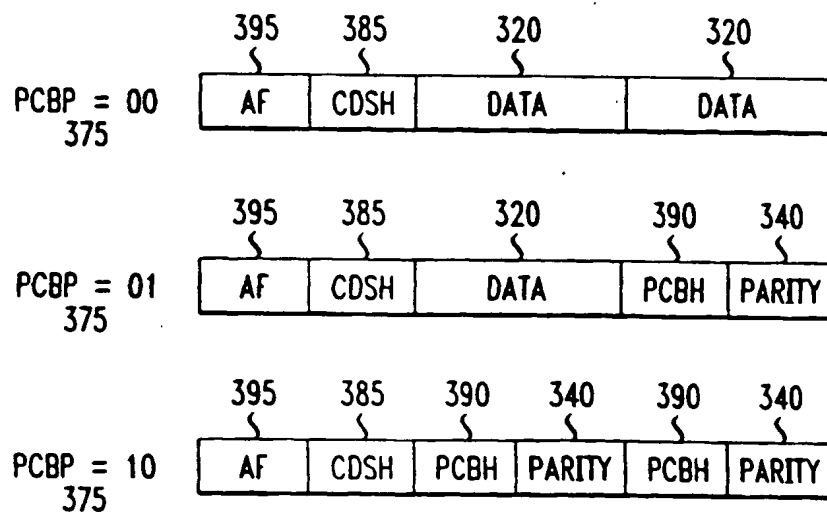 395 385 320 320
PCBP = 00 AF CDSH DATA DATA
375
395 385 320 390 340
PCBP = 01 AF CDSH DATA PCBH PARITY
375
395 385 390 340 390 340
PCBP = 10 AF CDSH PCBH PARITY PCBH PARITY
375